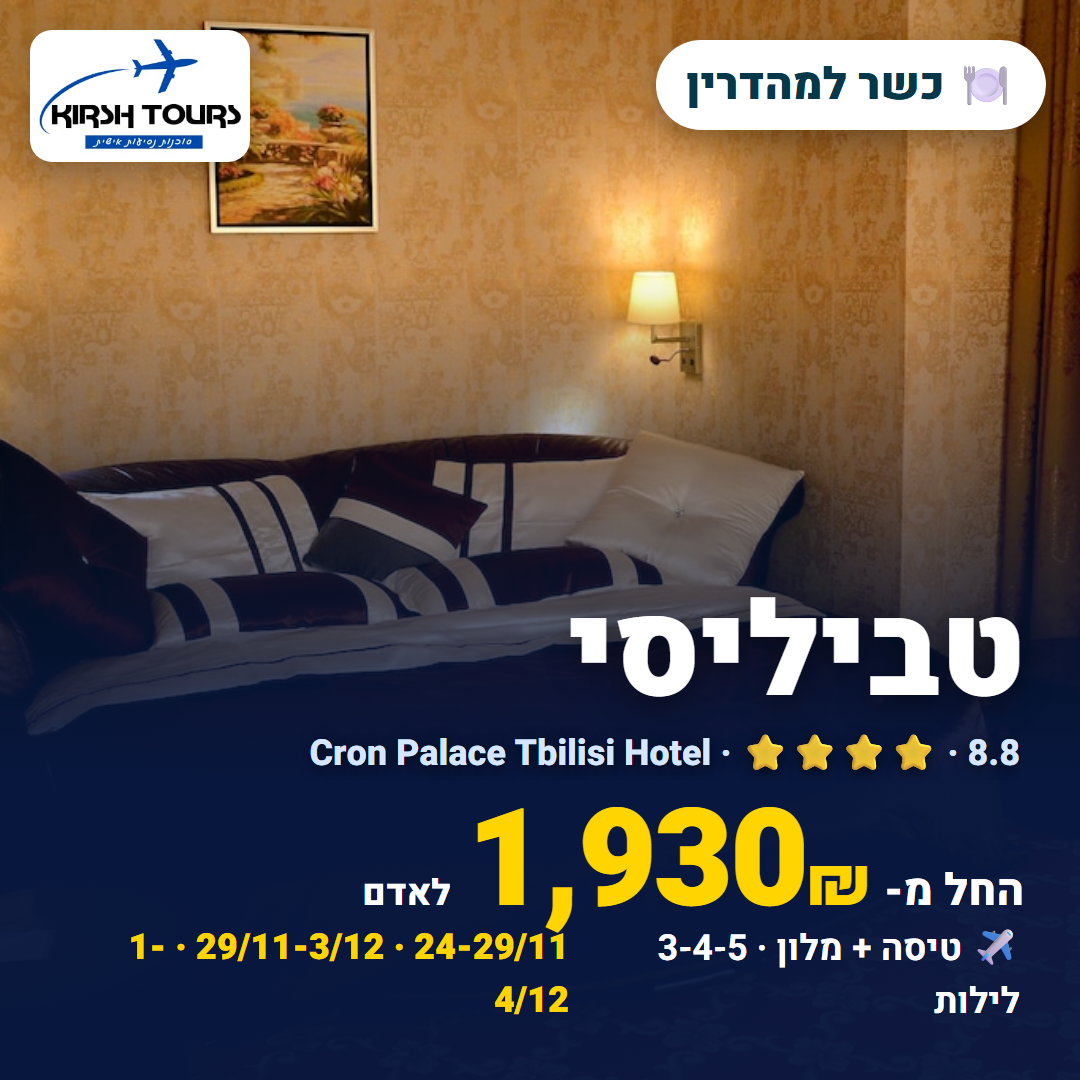 KIRSH TOURS
סוכנות נסיעות אישית
כשר למהדרין
טביליסי
8.8 · ⭐⭐⭐⭐ · Cron Palace Tbilisi Hotel
החל מ- ₪1,930 לאדם
טיסה + מלון · 3-4-5
לילות
24-29/11 · 29/11-3/12 · 1-
4/12